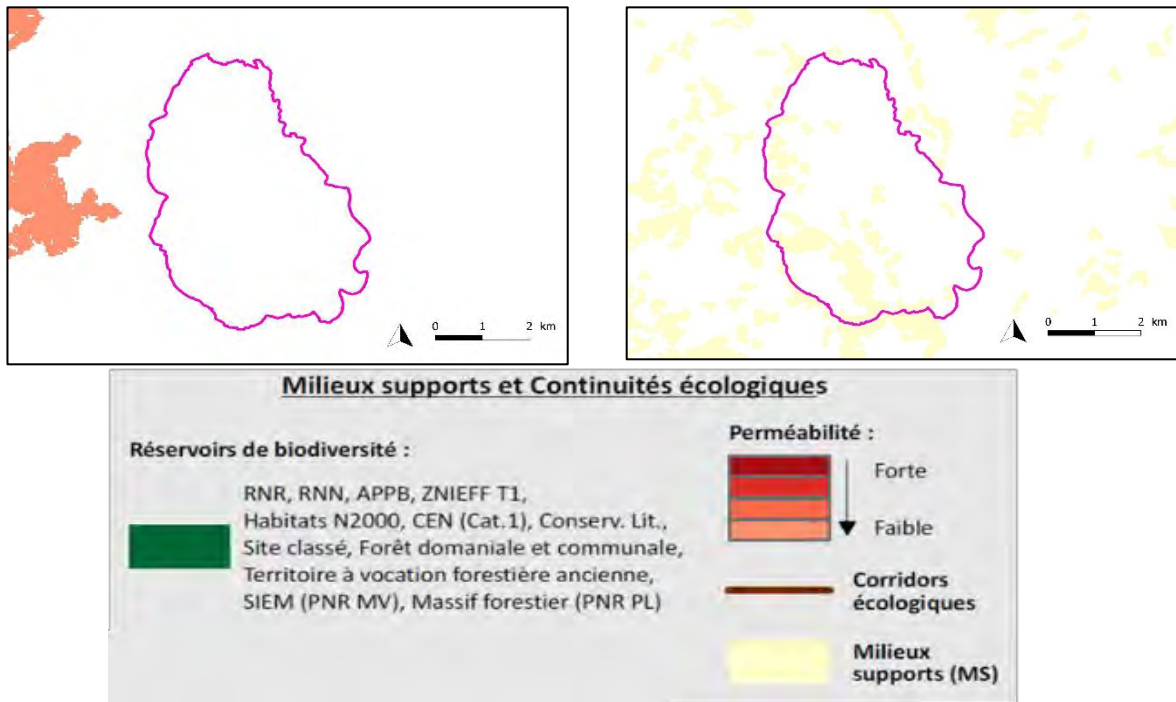 0 1 2 km
0 1 2 km
Milieux supports et Continuités écologiques
Réservoirs de biodiversité :
RNR, RNN, APPB, ZNIEFF T1,
Habitats N2000, CEN (Cat.1), Conserv. Lit.,
Site classé, Forêt domaniale et communale,
Territoire à vocation forestière ancienne,
SIEM (PNR MV), Massif forestier (PNR PL)
Perméabilité :
Forte
Faible
Corridors
écologiques
Milieux
supports (MS)